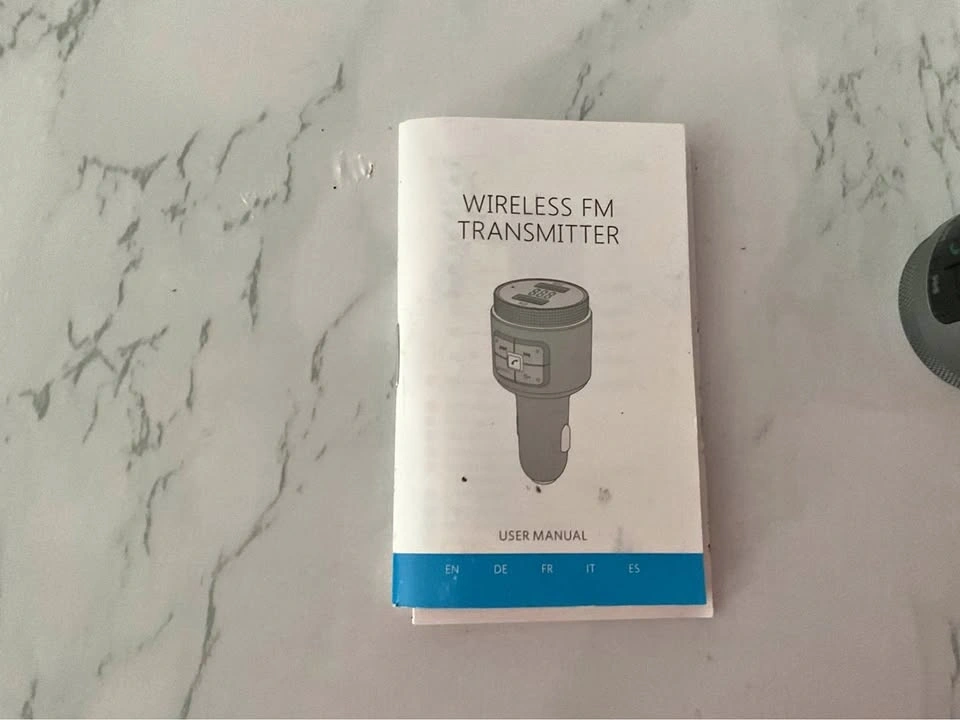 WIRELESS FM
TRANSMITTER
USER MANUAL
EN DE FR IT ES